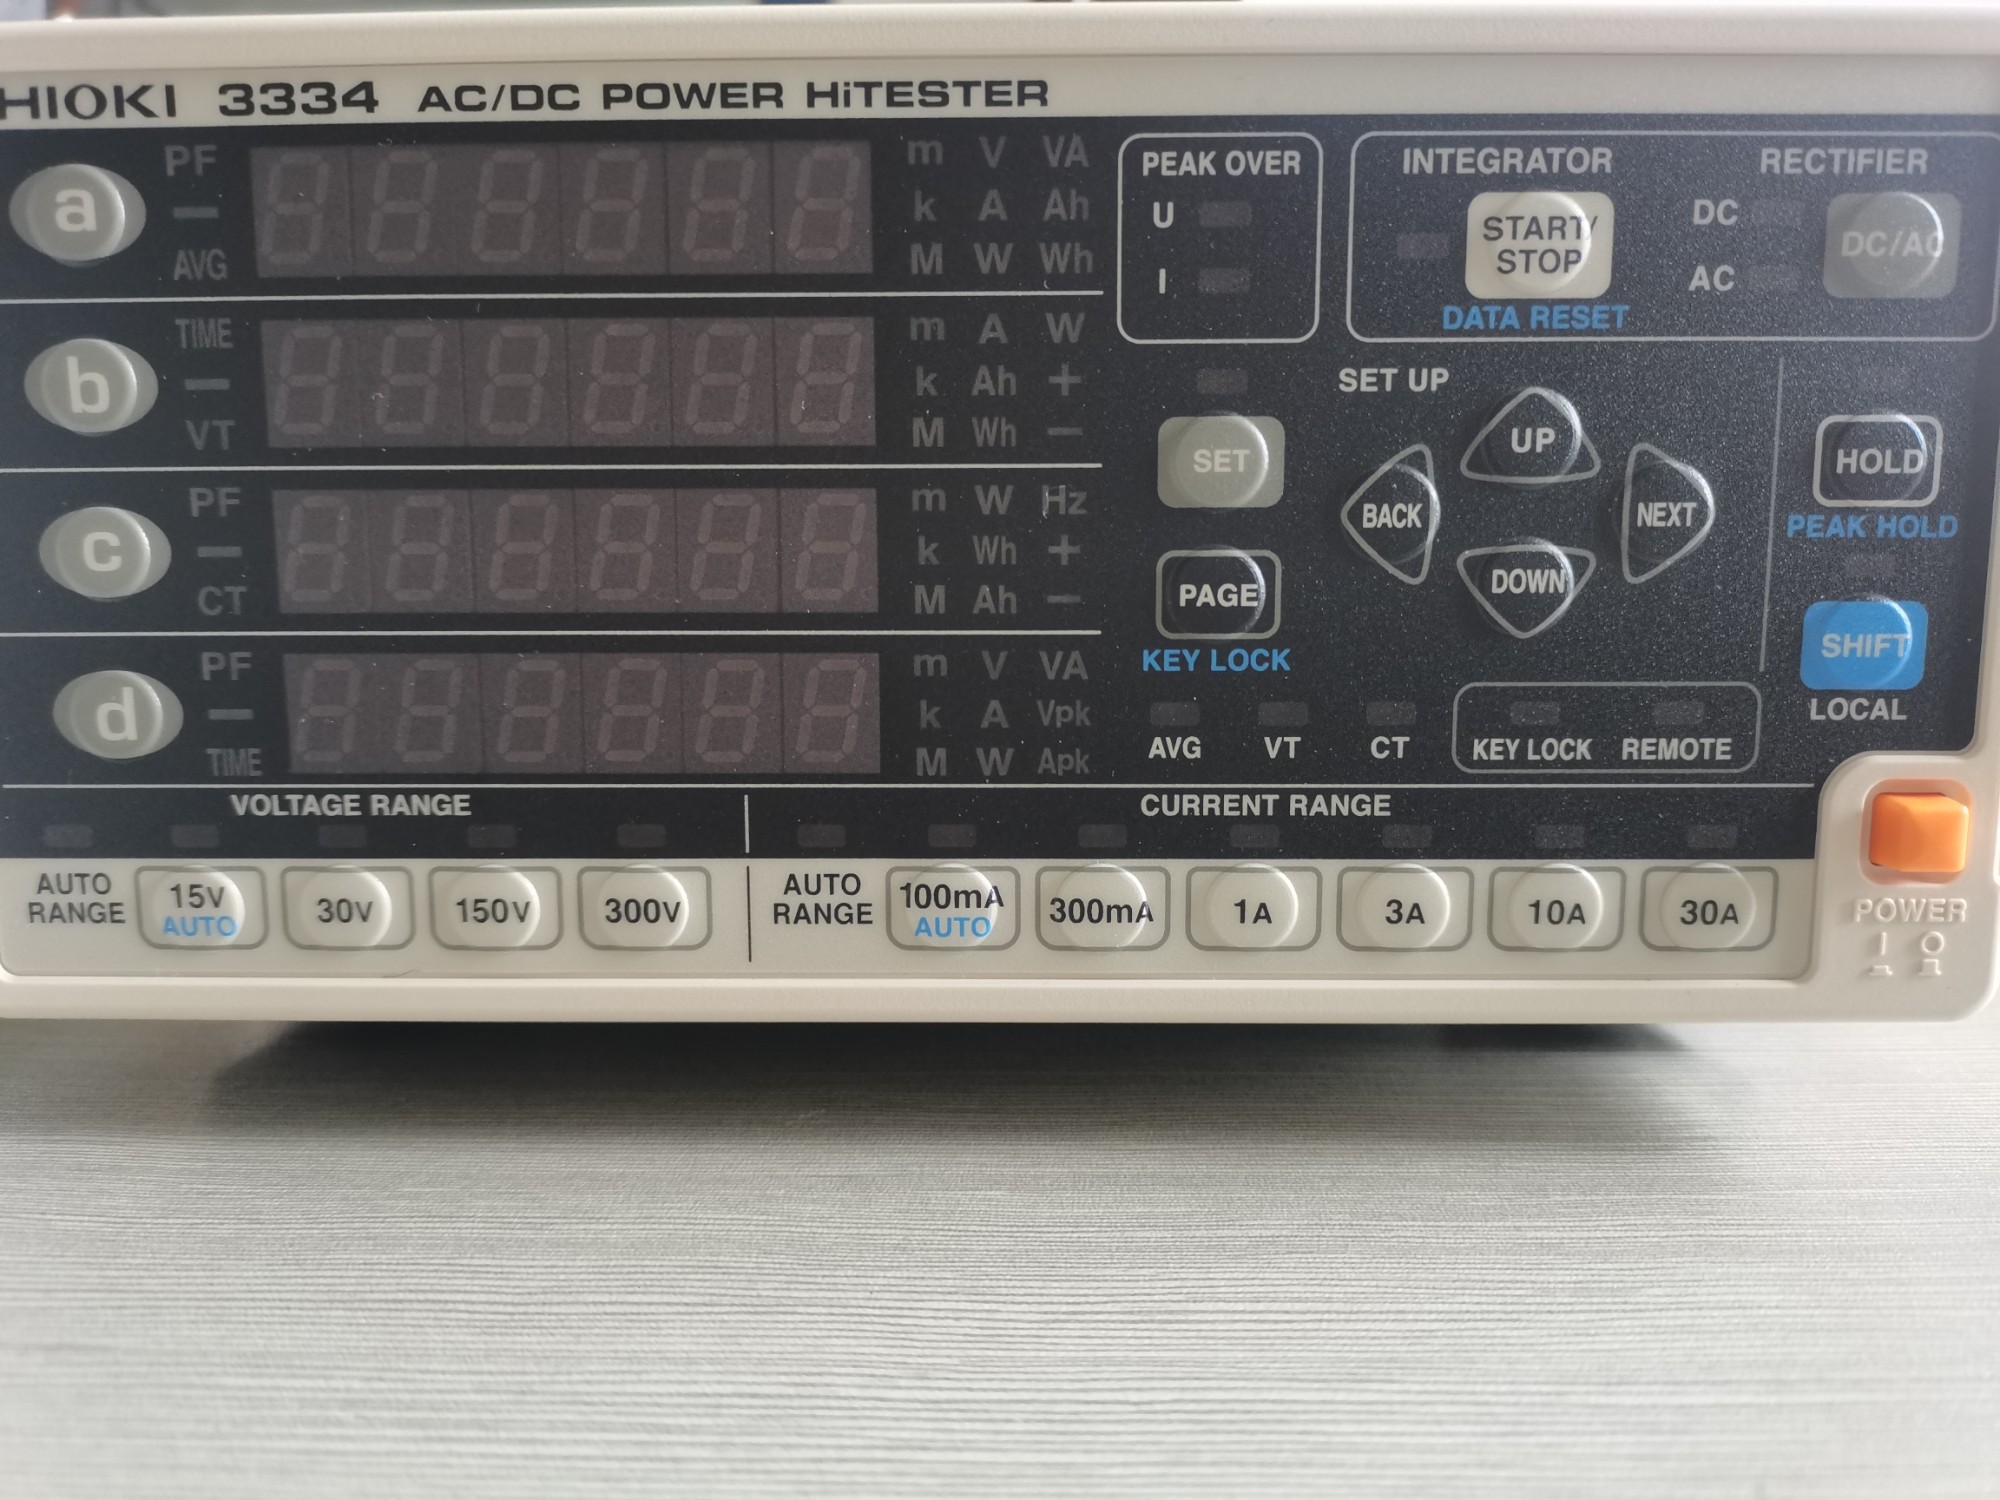 HIOKI 3334 AC/DC POWER HiTESTER
a PF AVG m V VA
k A Ah
M W Wh
b TIME VT m A W
k Ah +
M Wh -
c PF CT m W Hz
k Wh +
M Ah -
d PF TIME m V VA
k A Vpk
M W Apk
PEAK OVER
U
I
INTEGRATOR
START/
STOP
DATA RESET
RECTIFIER
DC
AC
DC/AC
SET UP
SET
UP
BACK
NEXT
DOWN
PAGE
KEY LOCK
HOLD
PEAK HOLD
SHIFT
LOCAL
AVG VT CT KEY LOCK REMOTE
VOLTAGE RANGE
AUTO
RANGE
15V
AUTO
30V
150V
300V
CURRENT RANGE
AUTO
RANGE
100mA
AUTO
300mA
1A
3A
10A
30A
POWER
I O